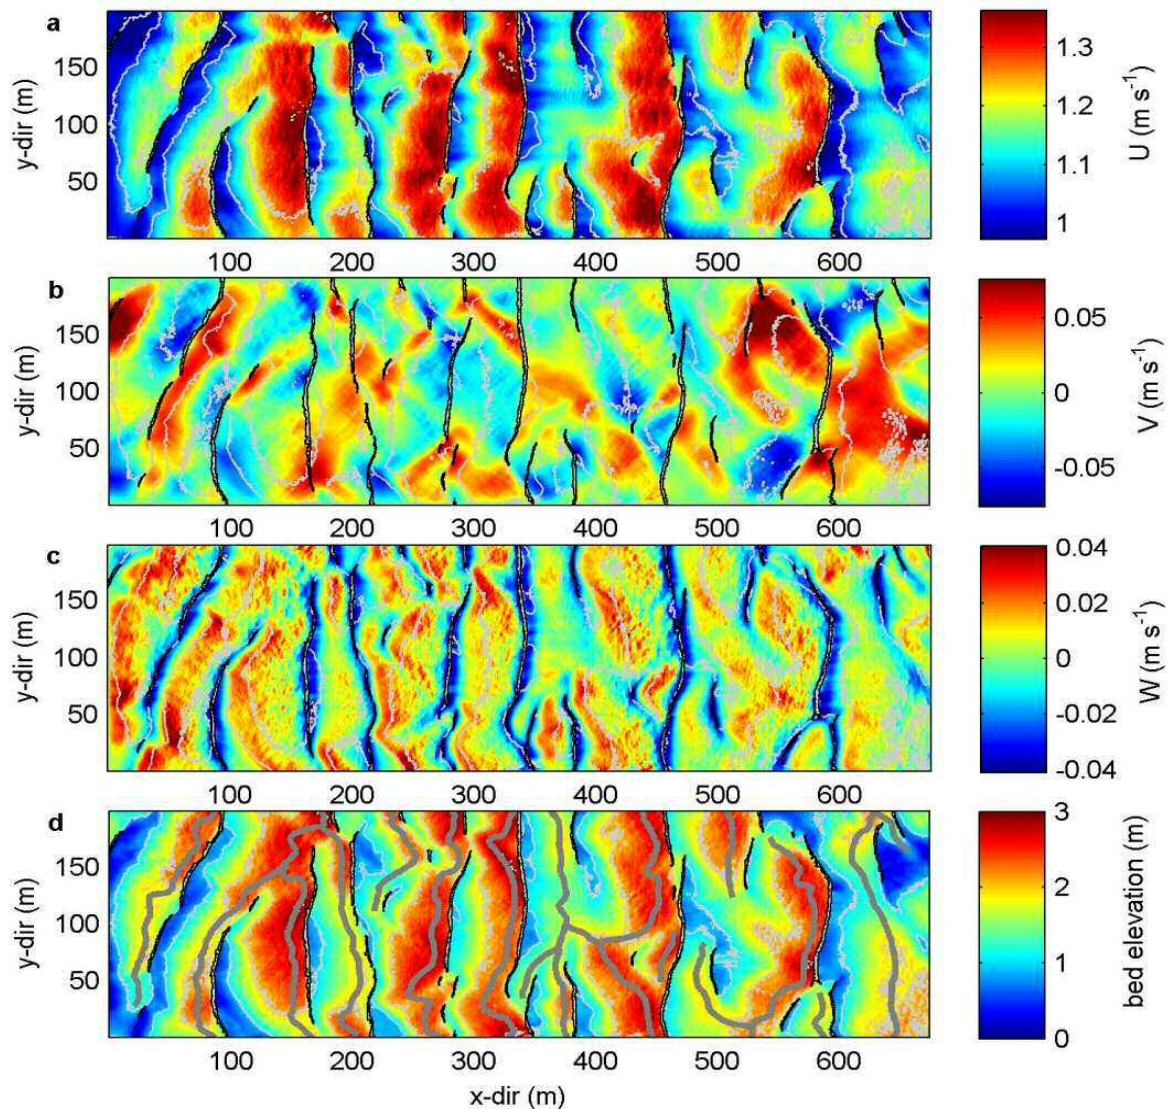 a
y-dir (m)
150
100
50
100 200 300 400 500 600
1.3
1.2
1.1
1
U (m s-1)
b
y-dir (m)
150
100
50
100 200 300 400 500 600
0.05
0
-0.05
V (m s-1)
c
y-dir (m)
150
100
50
100 200 300 400 500 600
0.04
0.02
0
-0.02
-0.04
W (m s-1)
d
y-dir (m)
150
100
50
100 200 300 400 500 600
x-dir (m)
3
2
1
0
bed elevation (m)